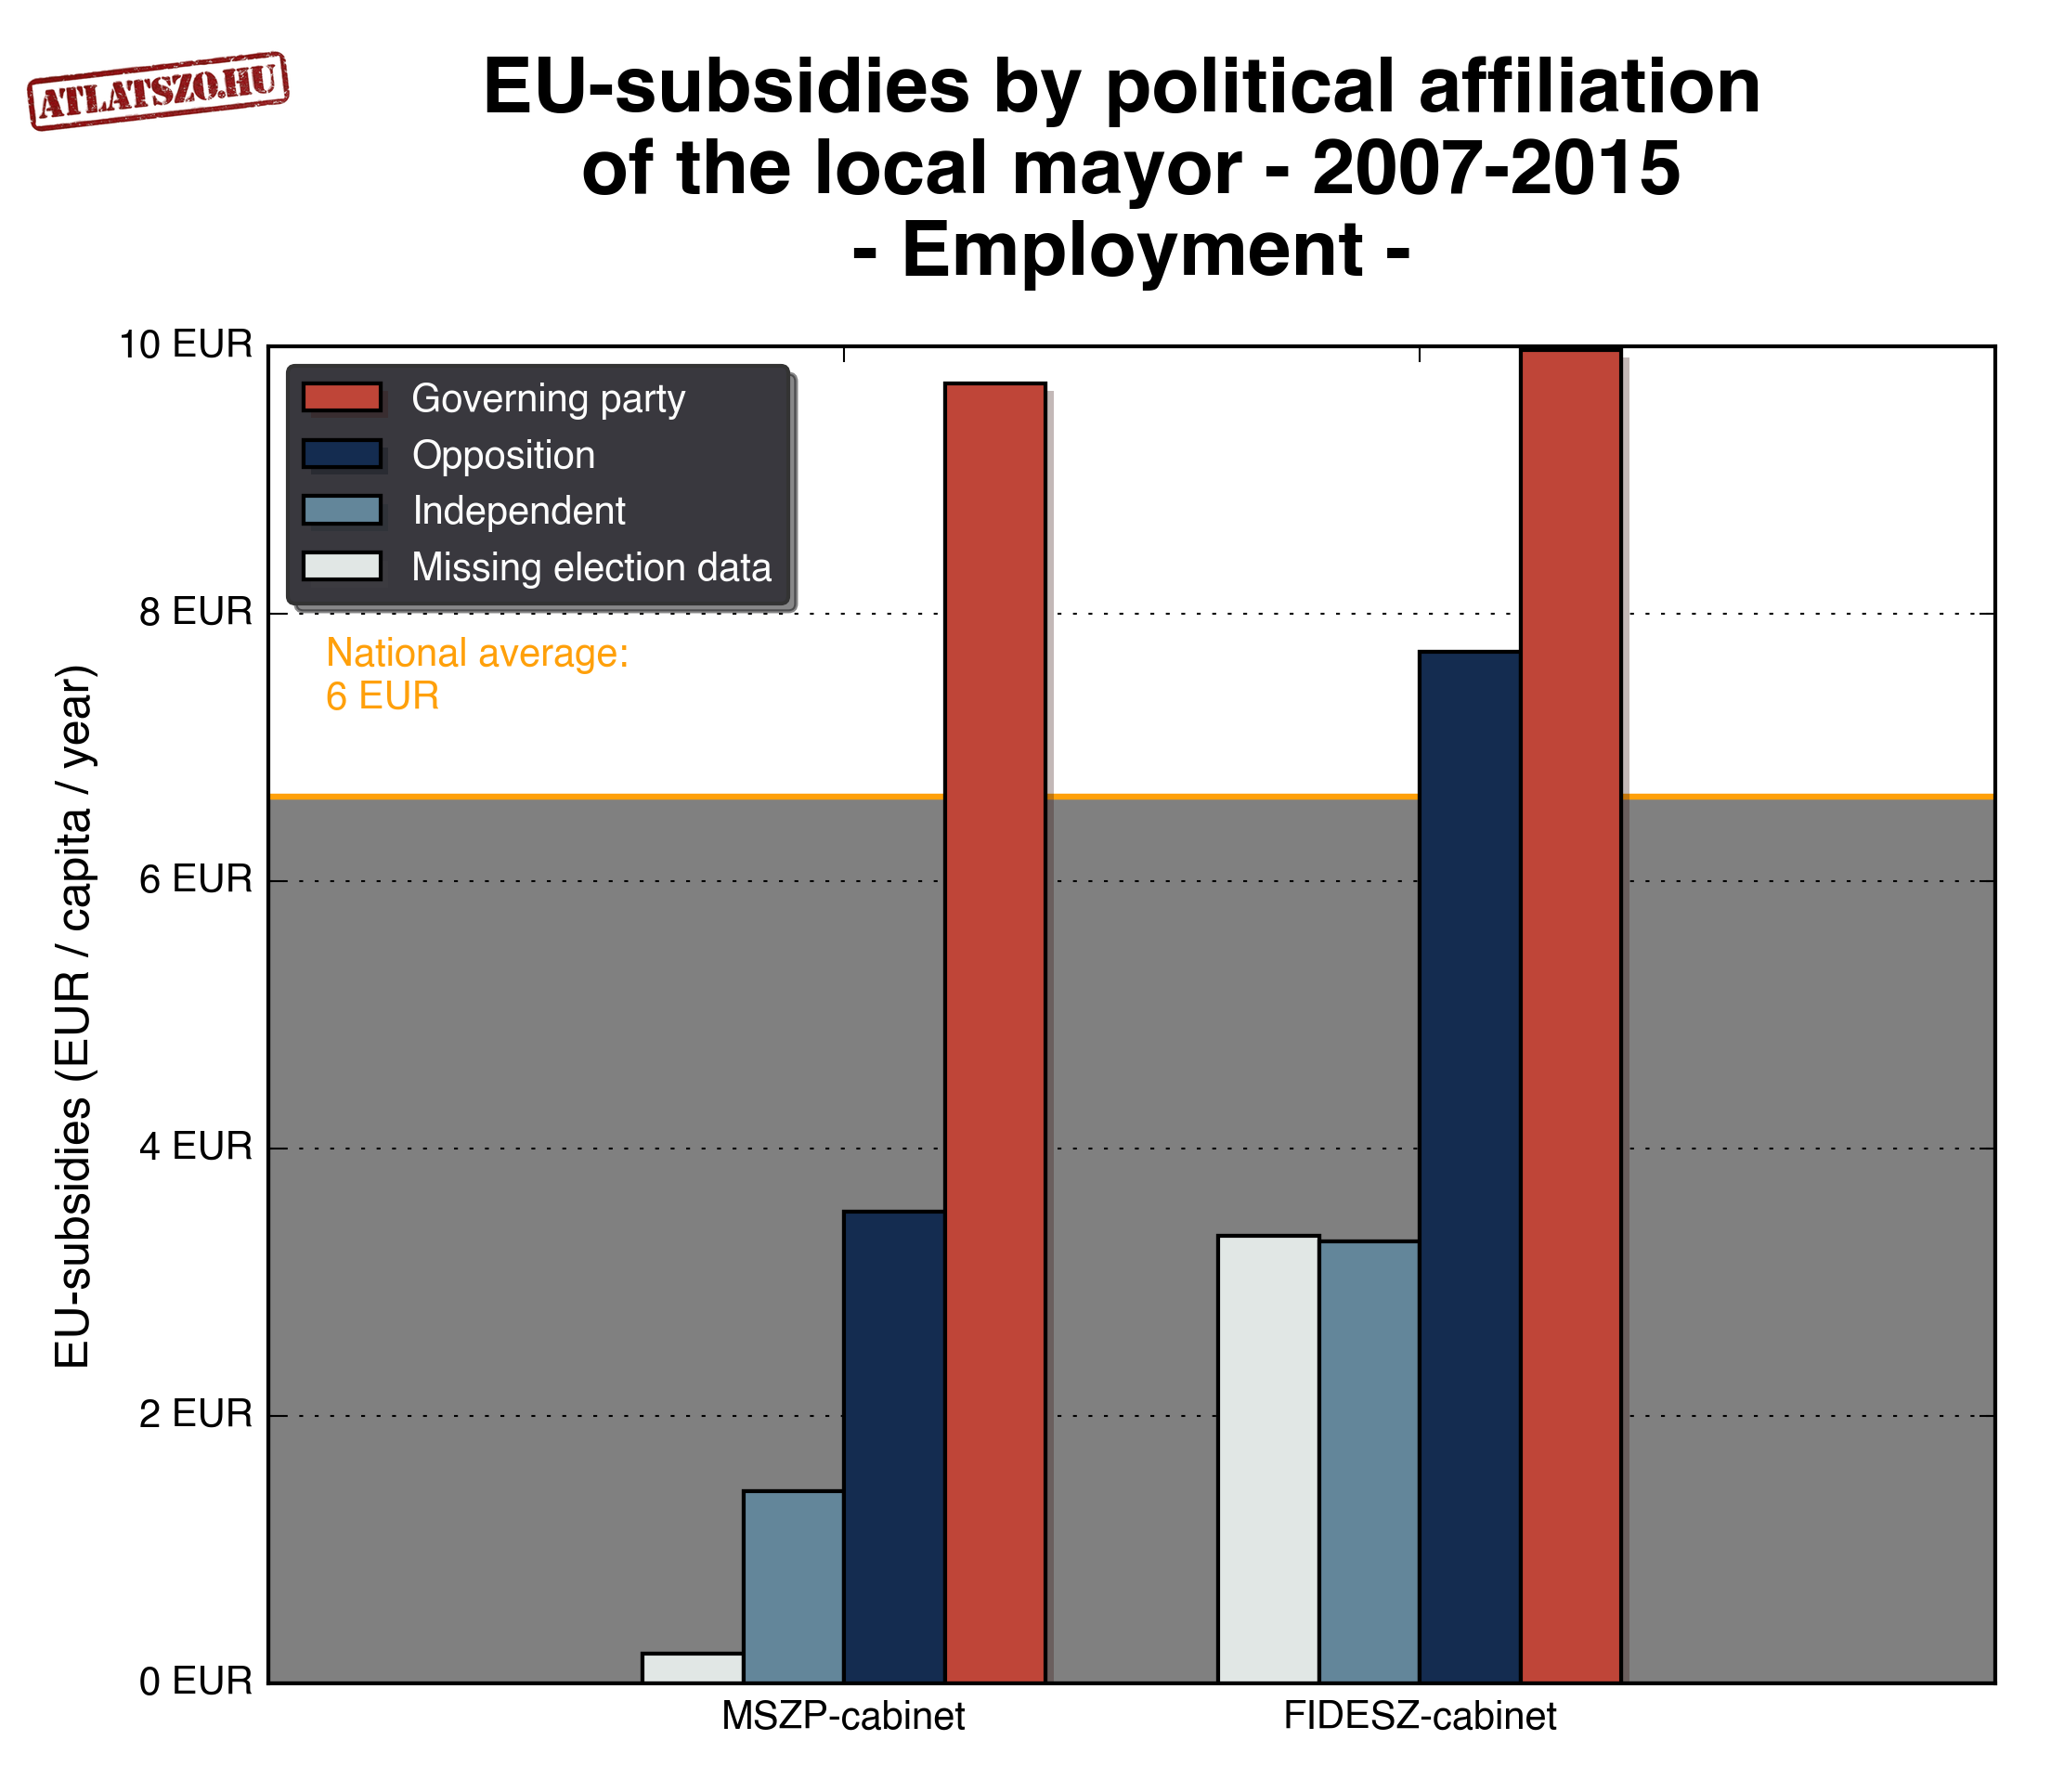 ATLATSZO.HU
EU-subsidies by political affiliation
of the local mayor - 2007-2015
- Employment -
EU-subsidies (EUR / capita / year)
10 EUR
8 EUR
6 EUR
4 EUR
2 EUR
0 EUR
Governing party
Opposition
Independent
Missing election data
National average:
6 EUR
MSZP-cabinet
FIDESZ-cabinet